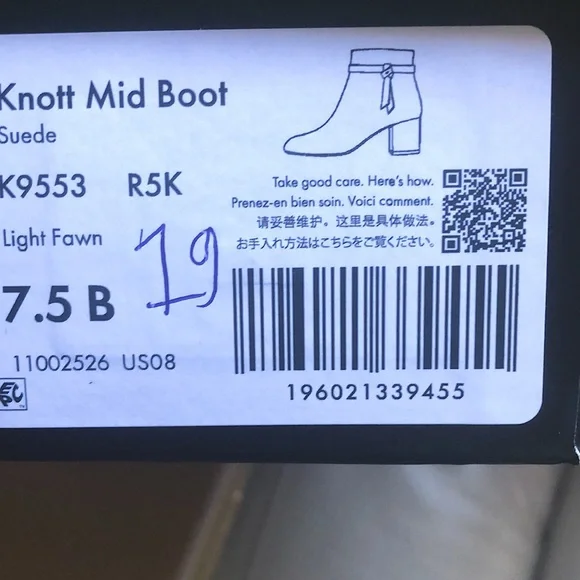 Knott Mid Boot
Suede
K9553 R5K
Take good care. Here's how.
Prenez-en bien soin. Voici comment.
请妥善维护。这里是具体做法。
お手入れ方法はこちらをご覧ください。
Light Fawn
19
7.5 B
11002526 US08
196021339455